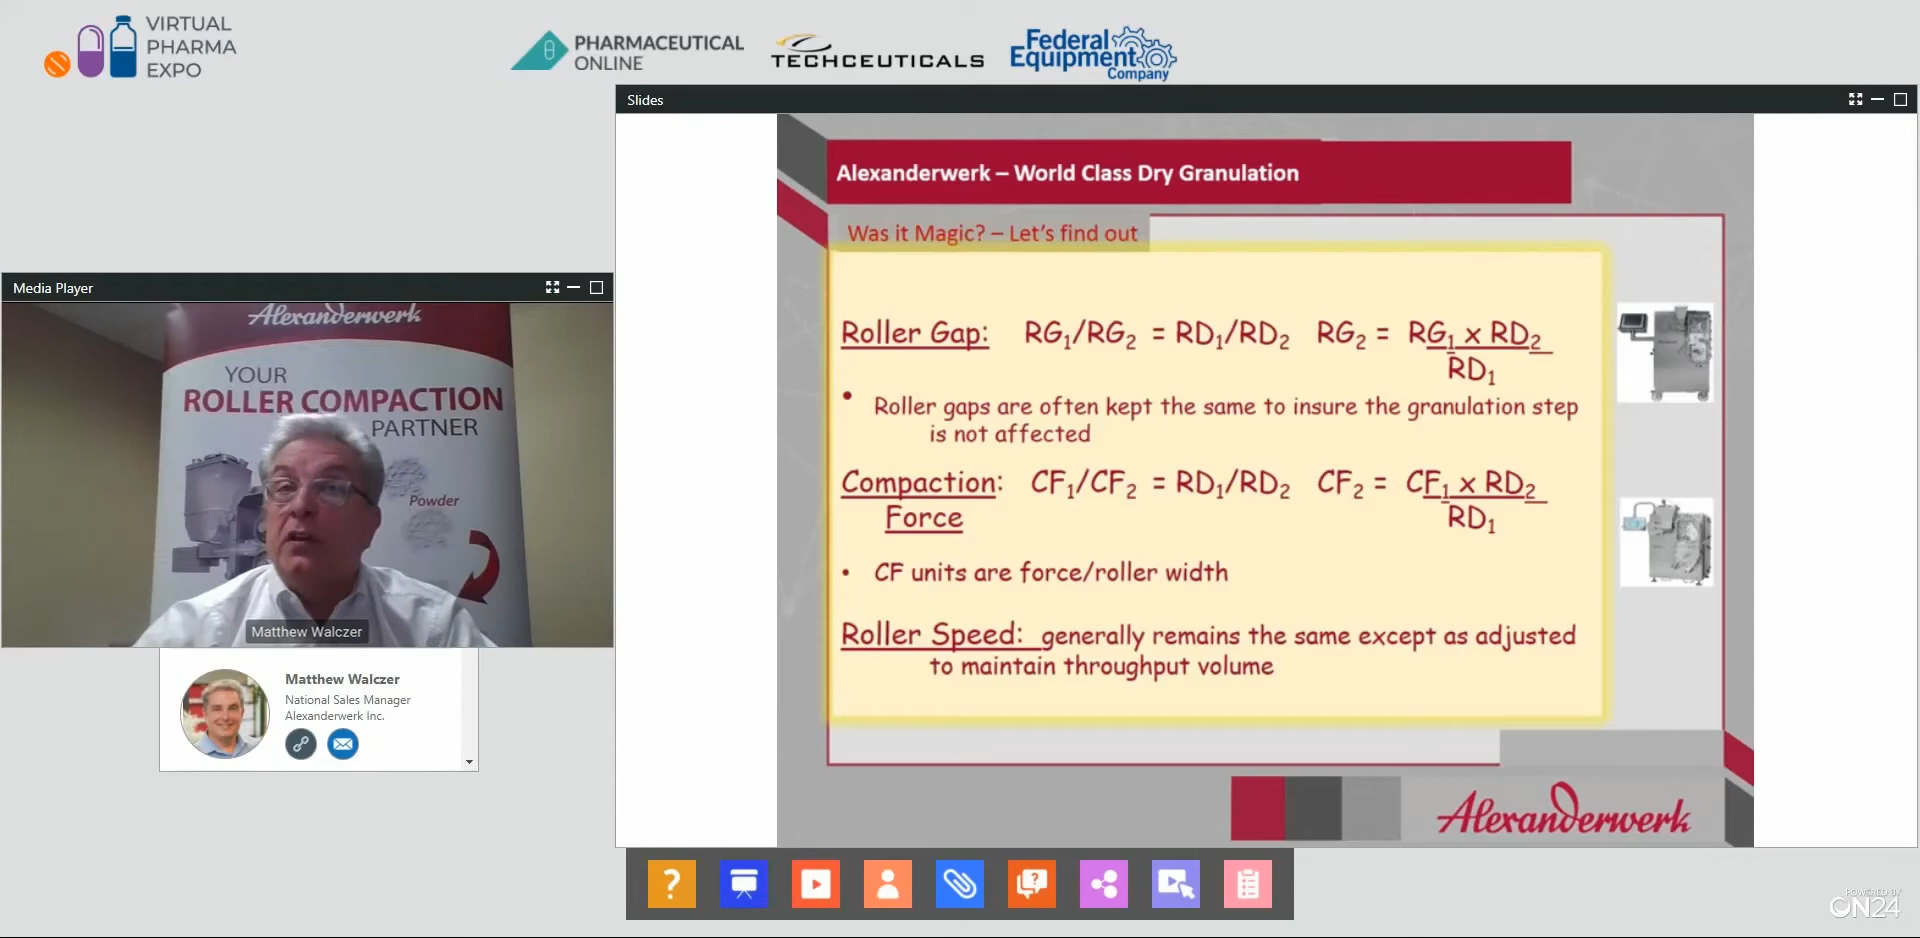 VIRTUAL
PHARMA
EXPO
PHARMACEUTICAL
ONLINE
TECHCEUTICALS
Federal
Equipment
Company
Slides
Alexanderwerk – World Class Dry Granulation
Was it Magic? – Let's find out
Roller Gap: RG₁/RG₂ = RD₁/RD₂ RG₂ = RG₁ x RD₂
RD₁
• Roller gaps are often kept the same to insure the granulation step
is not affected
Compaction: CF₁/CF₂ = RD₁/RD₂ CF₂ = CF₁ x RD₂
Force RD₁
• CF units are force/roller width
Roller Speed: generally remains the same except as adjusted
to maintain throughput volume
Alexanderwerk
Media Player
Alexanderwerk
YOUR
ROLLER COMPACTION
PARTNER
Powder
Matthew Walczer
Matthew Walczer
National Sales Manager
Alexanderwerk Inc.
POWERED BY
ON24